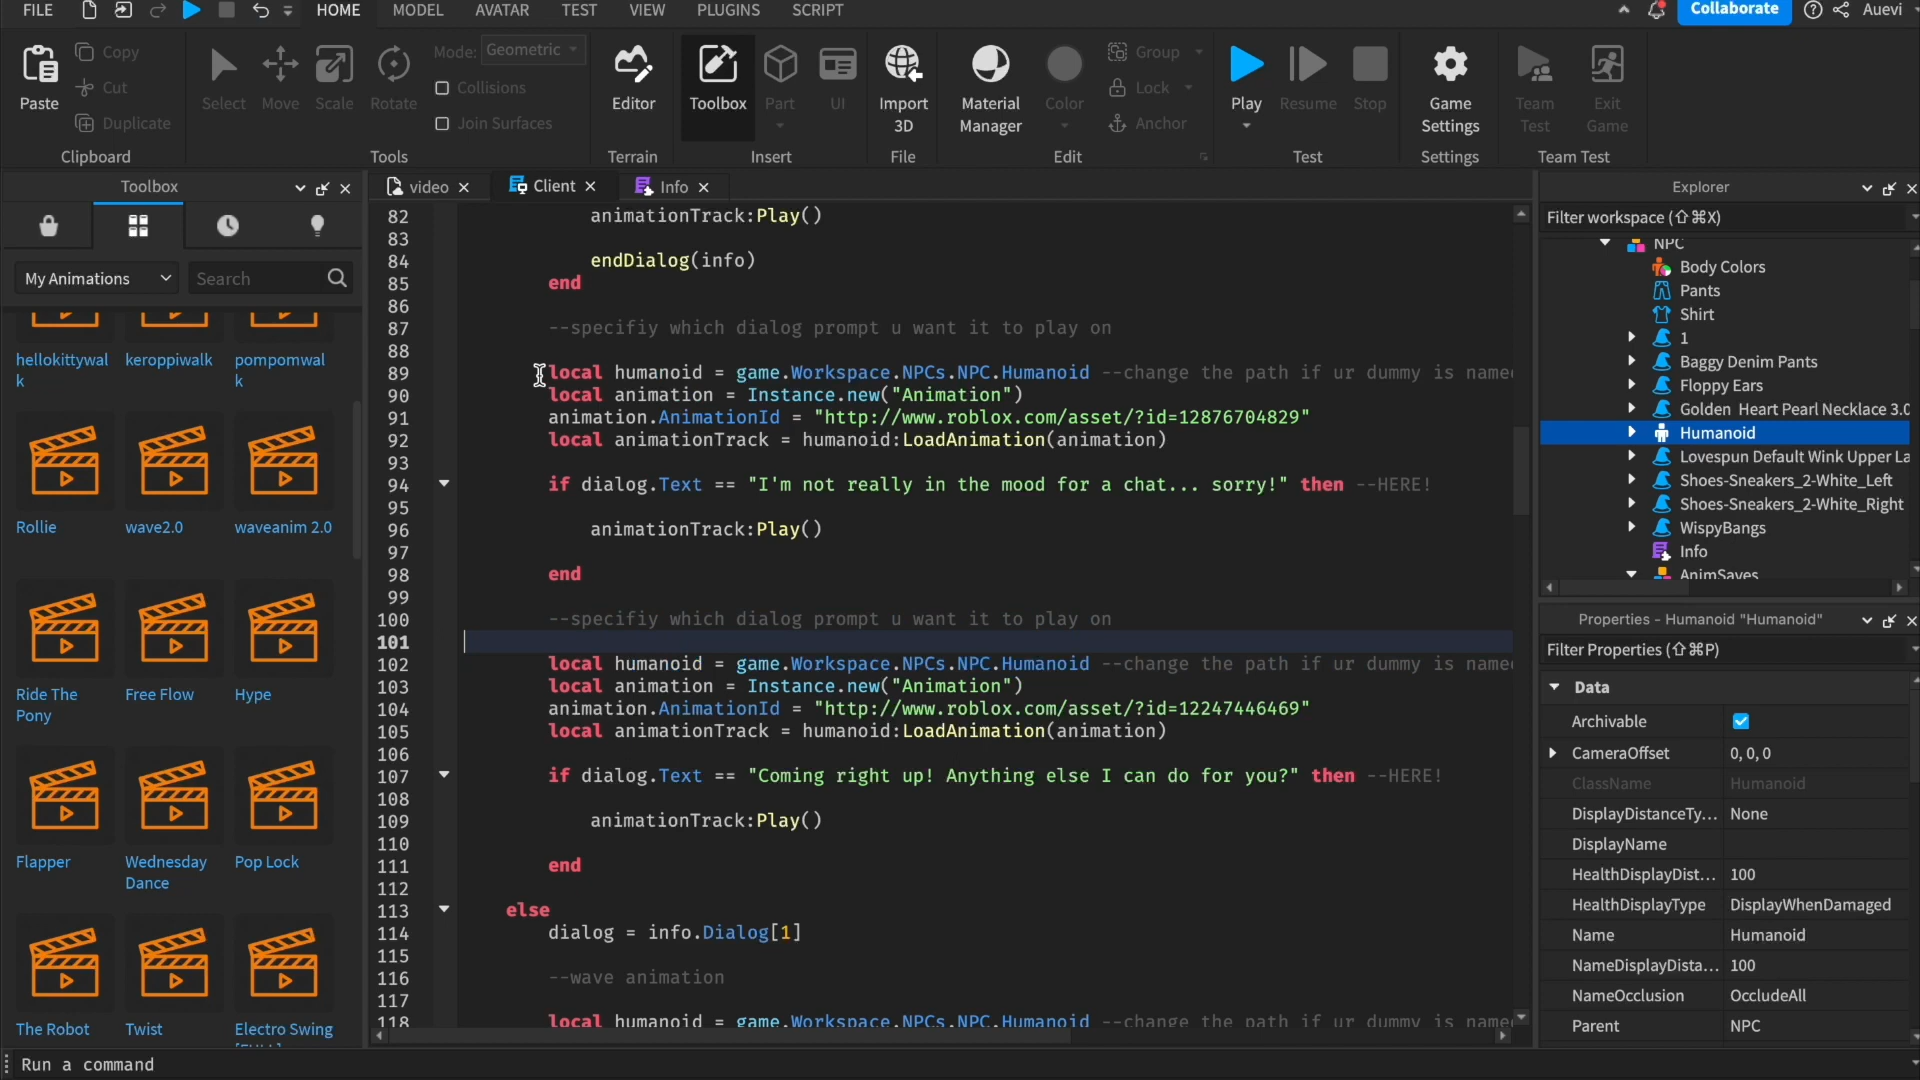 FILE HOME MODEL AVATAR TEST VIEW PLUGINS SCRIPT Collaborate Auevi
Paste Copy Cut Duplicate Clipboard
Select Move Scale Rotate Mode: Geometric Collisions Join Surfaces Tools
Editor Terrain
Toolbox Part UI Insert
Import 3D File
Material Manager Color Group Lock Anchor Edit
Play Resume Stop Test
Game Settings Settings
Team Test Exit Game Team Test
Toolbox
My Animations Search
hellokittywalk keroppiwalk pompomwalk
Rollie wave2.0 waveanim 2.0
Ride The Pony Free Flow Hype
Flapper Wednesday Dance Pop Lock
The Robot Twist Electro Swing
video Client Info
82 animationTrack:Play()
83
84 endDialog(info)
85 end
86
87 --specifiy which dialog prompt u want it to play on
88
89 local humanoid = game.Workspace.NPCs.NPC.Humanoid --change the path if ur dummy is name
90 local animation = Instance.new("Animation")
91 animation.AnimationId = "http://www.roblox.com/asset/?id=12876704829"
92 local animationTrack = humanoid:LoadAnimation(animation)
93
94 if dialog.Text == "I'm not really in the mood for a chat... sorry!" then --HERE!
95
96 animationTrack:Play()
97
98 end
99
100 --specifiy which dialog prompt u want it to play on
101
102 local humanoid = game.Workspace.NPCs.NPC.Humanoid --change the path if ur dummy is name
103 local animation = Instance.new("Animation")
104 animation.AnimationId = "http://www.roblox.com/asset/?id=12247446469"
105 local animationTrack = humanoid:LoadAnimation(animation)
106
107 if dialog.Text == "Coming right up! Anything else I can do for you?" then --HERE!
108
109 animationTrack:Play()
110
111 end
112
113 else
114 dialog = info.Dialog[1]
115
116 --wave animation
117
118 local humanoid = game.Workspace.NPCs.NPC.Humanoid --change the path if ur dummy is name
Explorer
Filter workspace (⇧⌘X)
NPC
Body Colors
Pants
Shirt
1
Baggy Denim Pants
Floppy Ears
Golden Heart Pearl Necklace 3.0
Humanoid
Lovespun Default Wink Upper La
Shoes-Sneakers_2-White_Left
Shoes-Sneakers_2-White_Right
WispyBangs
Info
AnimSaves
Properties - Humanoid "Humanoid"
Filter Properties (⇧⌘P)
Data
Archivable
CameraOffset 0, 0, 0
ClassName Humanoid
DisplayDistanceTy... None
DisplayName
HealthDisplayDist... 100
HealthDisplayType DisplayWhenDamaged
Name Humanoid
NameDisplayDista... 100
NameOcclusion OccludeAll
Parent NPC
Run a command